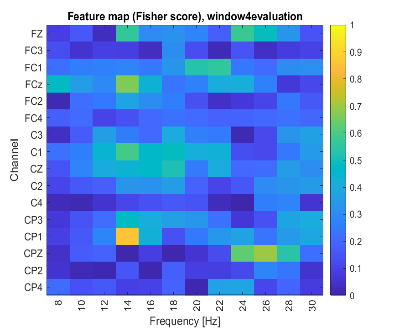 Feature map (Fisher score), window4evaluation
Channel
FZ
FC3
FC1
FCz
FC2
FC4
C3
C1
CZ
C2
C4
CP3
CP1
CPZ
CP2
CP4
8 10 12 14 16 18 20 22 24 26 28 30
Frequency [Hz]
1
0.9
0.8
0.7
0.6
0.5
0.4
0.3
0.2
0.1
0